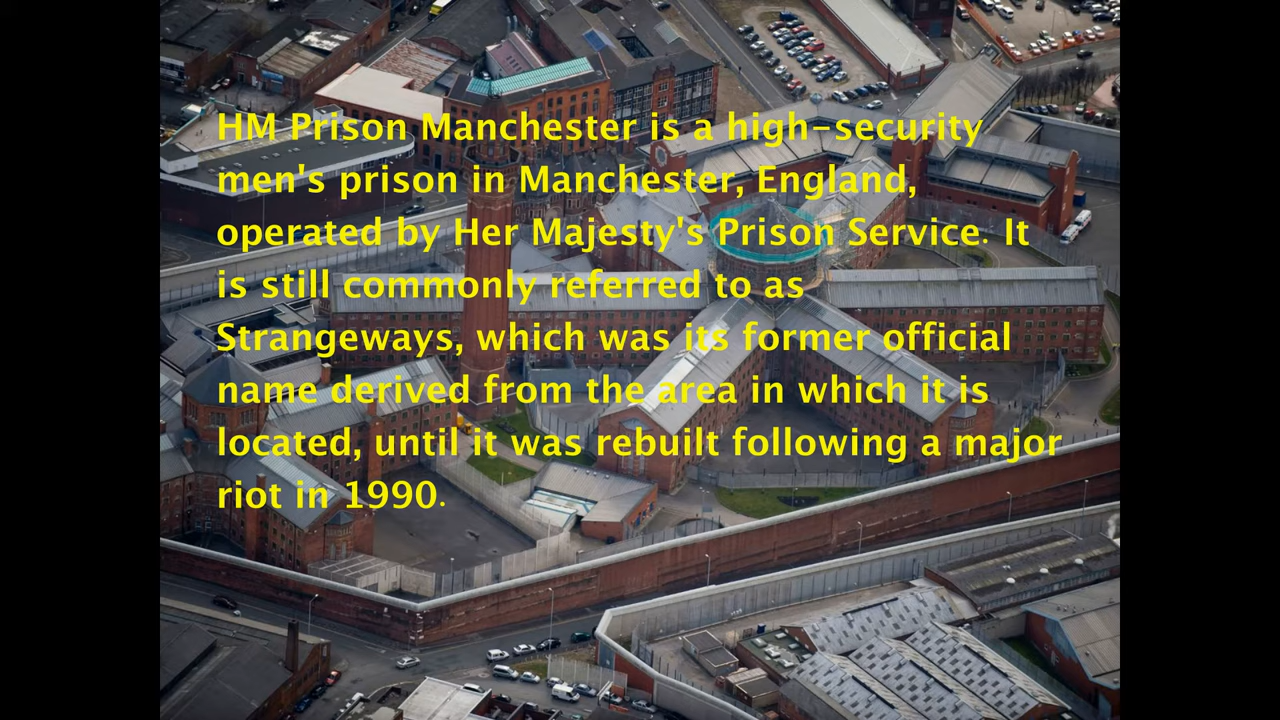 HM Prison Manchester is a high-security
men's prison in Manchester, England,
operated by Her Majesty's Prison Service. It
is still commonly referred to as
Strangeways, which was its former official
name derived from the area in which it is
located, until it was rebuilt following a major
riot in 1990.